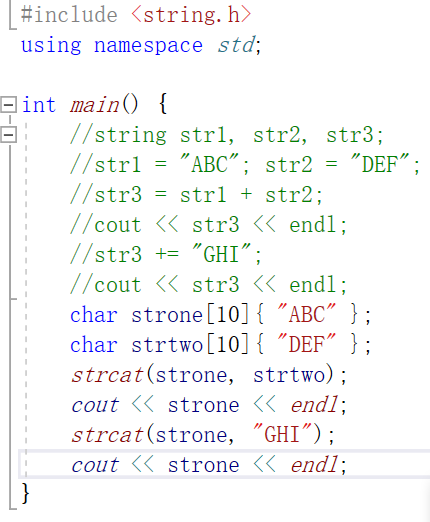 #include <string.h>
using namespace std;
int main() {
//string str1, str2, str3;
//str1 = "ABC"; str2 = "DEF";
//str3 = str1 + str2;
//cout << str3 << endl;
//str3 += "GHI";
//cout << str3 << endl;
char strone[10]{ "ABC" };
char strtwo[10]{ "DEF" };
strcat(strone, strtwo);
cout << strone << endl;
strcat(strone, "GHI");
cout << strone << endl;
}